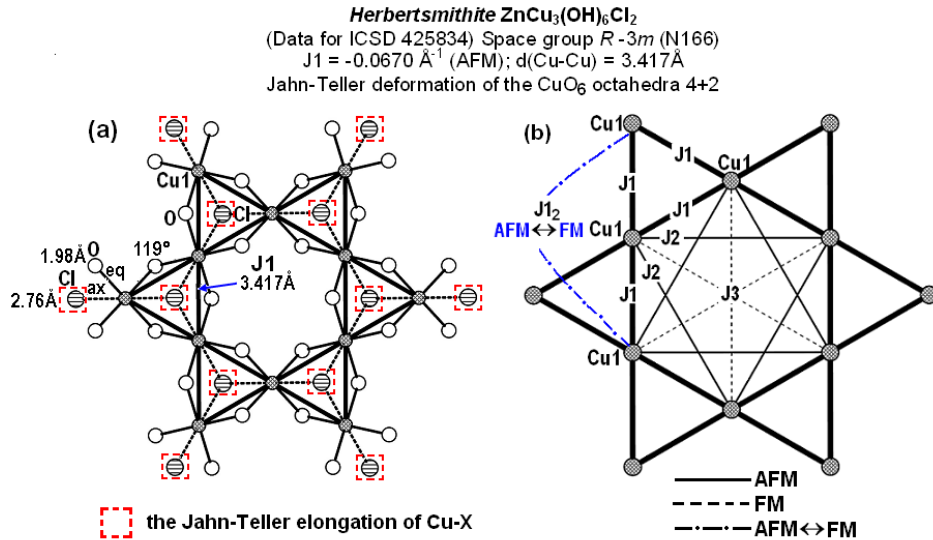 Herbertsmithite ZnCu3(OH)6Cl2
(Data for ICSD 425834) Space group R -3m (N166)
J1 = -0.0670 Å-1 (AFM); d(Cu-Cu) = 3.417Å
Jahn-Teller deformation of the CuO6 octahedra 4+2
(a)
Cu1
O
Cl
1.98Å
O
119°
eq
Cl
ax
2.76Å
J1
3.417Å
(b)
Cu1
Cu1
J1
J1
J1
J12
AFM↔FM
Cu1
J2
J2
J1
J3
Cu1
AFM
FM
AFM↔FM
the Jahn-Teller elongation of Cu-X